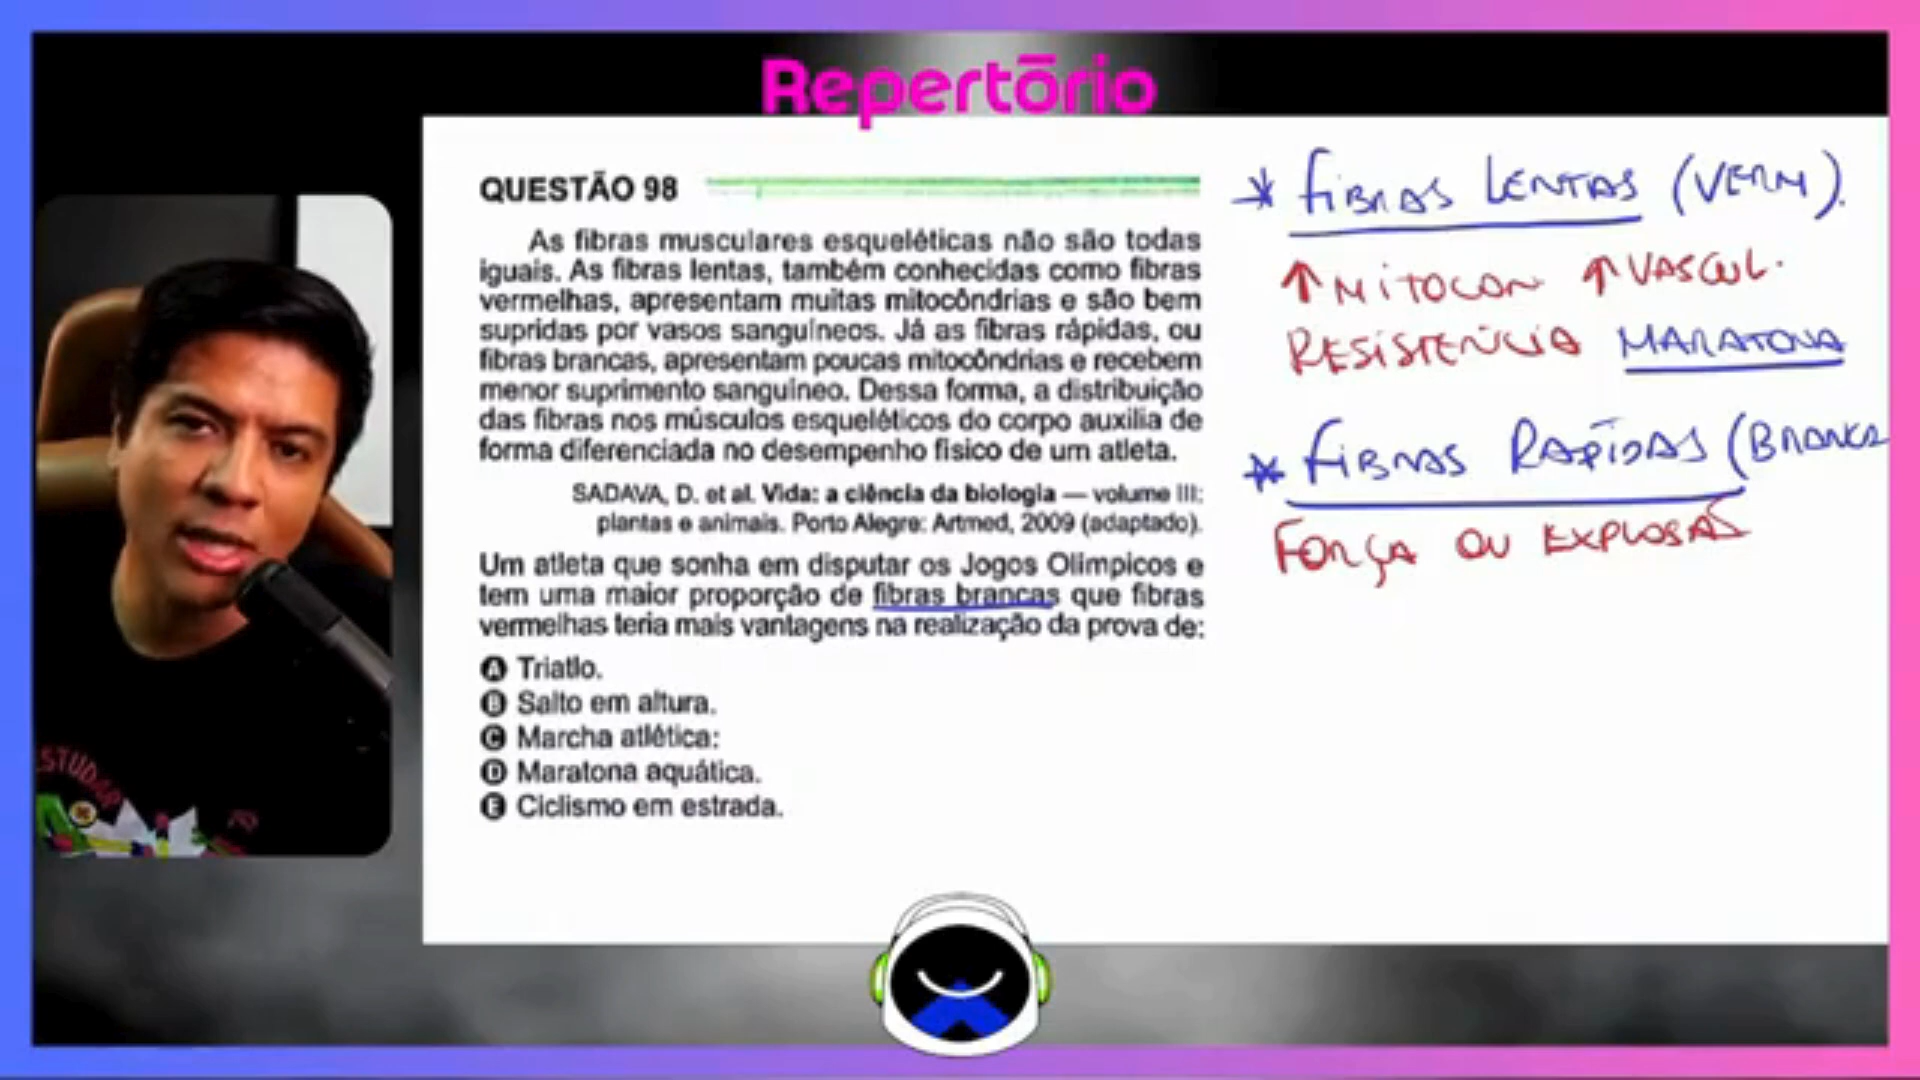 Repertōrio
QUESTÃO 98
As fibras musculares esqueléticas não são todas
iguais. As fibras lentas, também conhecidas como fibras
vermelhas, apresentam muitas mitocôndrias e são bem
supridas por vasos sanguíneos. Já as fibras rápidas, ou
fibras brancas, apresentam poucas mitocôndrias e recebem
menor suprimento sanguíneo. Dessa forma, a distribuição
das fibras nos músculos esqueléticos do corpo auxilia de
forma diferenciada no desempenho físico de um atleta.
SADAVA, D. et al. Vida: a ciência da biologia — volume III:
plantas e animais. Porto Alegre: Artmed, 2009 (adaptado).
Um atleta que sonha em disputar os Jogos Olímpicos e
tem uma maior proporção de fibras brancas que fibras
vermelhas teria mais vantagens na realização da prova de:
A Triatlo.
B Salto em altura.
C Marcha atlética:
D Maratona aquática.
E Ciclismo em estrada.
* FIBRAS LENTAS (VERM).
↑ MITOCON ↑ VASCUL.
RESISTÊNCIA MARATONA
* FIBRAS RÁPIDAS (BRANCA
FORÇA OU EXPLOSÃO
ESTUDAR